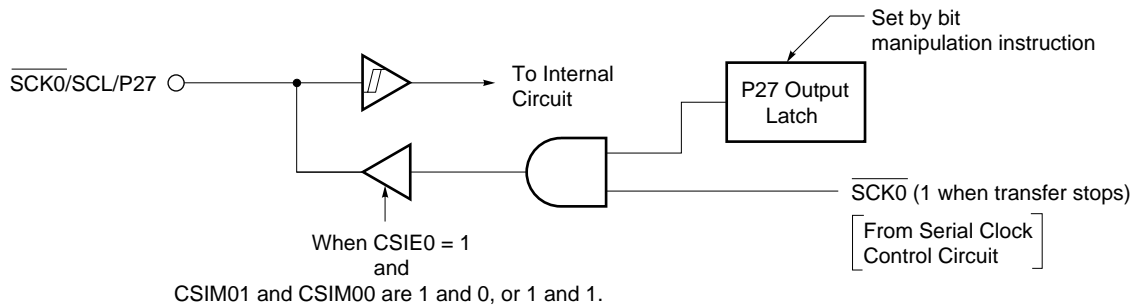 Set by bit
manipulation instruction
SCK0/SCL/P27
To Internal
Circuit
P27 Output
Latch
SCK0 (1 when transfer stops)
From Serial Clock
Control Circuit
When CSIE0 = 1
and
CSIM01 and CSIM00 are 1 and 0, or 1 and 1.